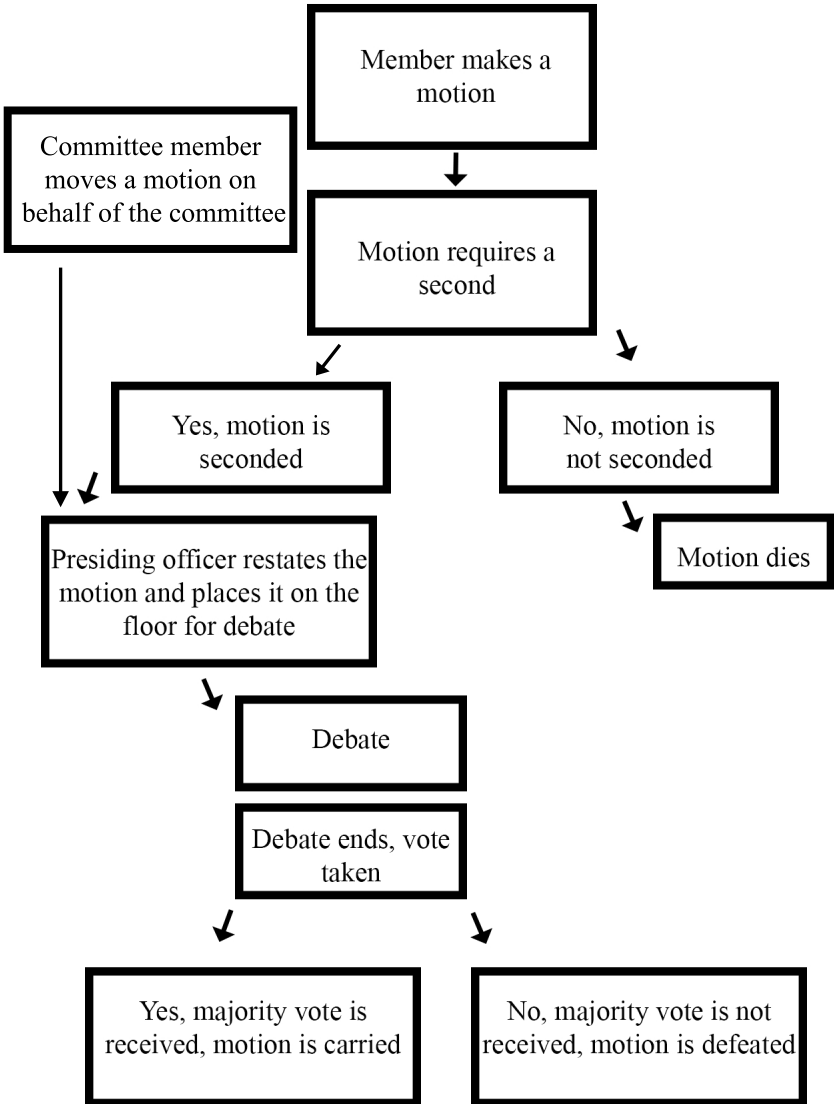 Member makes a
motion
Committee member
moves a motion on
behalf of the committee
Motion requires a
second
Yes, motion is
seconded
No, motion is
not seconded
Motion dies
Presiding officer restates the
motion and places it on the
floor for debate
Debate
Debate ends, vote
taken
Yes, majority vote is
received, motion is carried
No, majority vote is not
received, motion is defeated